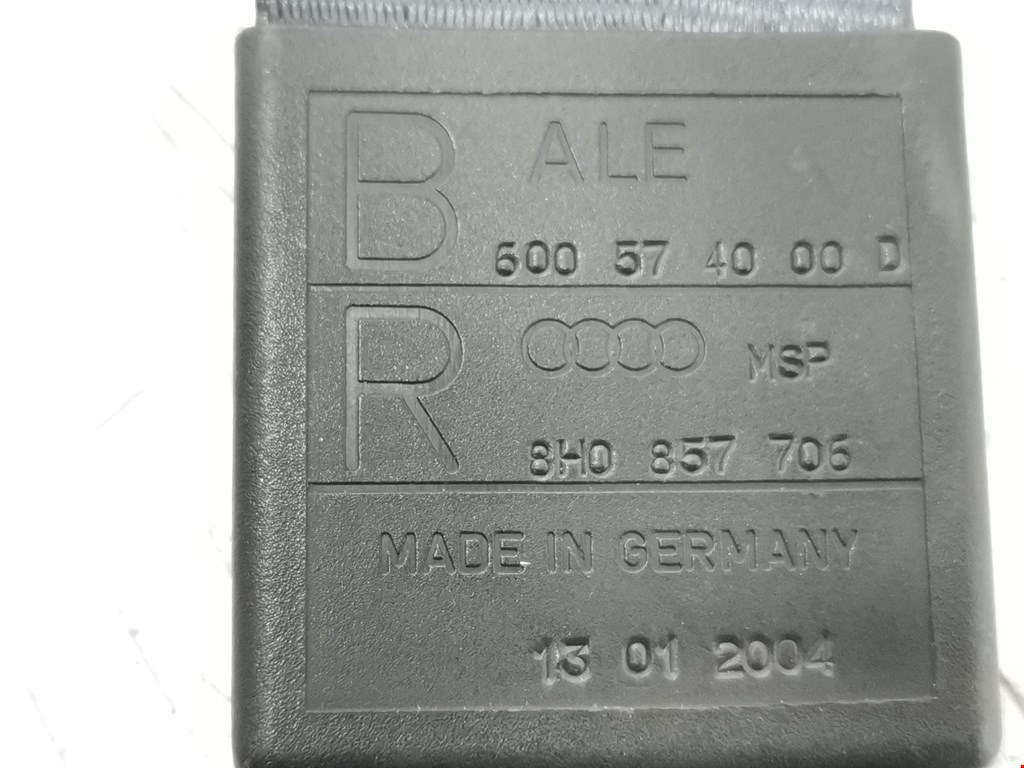 B ALE
600 57 40 00 D
R MSP
8H0 857 706
MADE IN GERMANY
13 01 2004